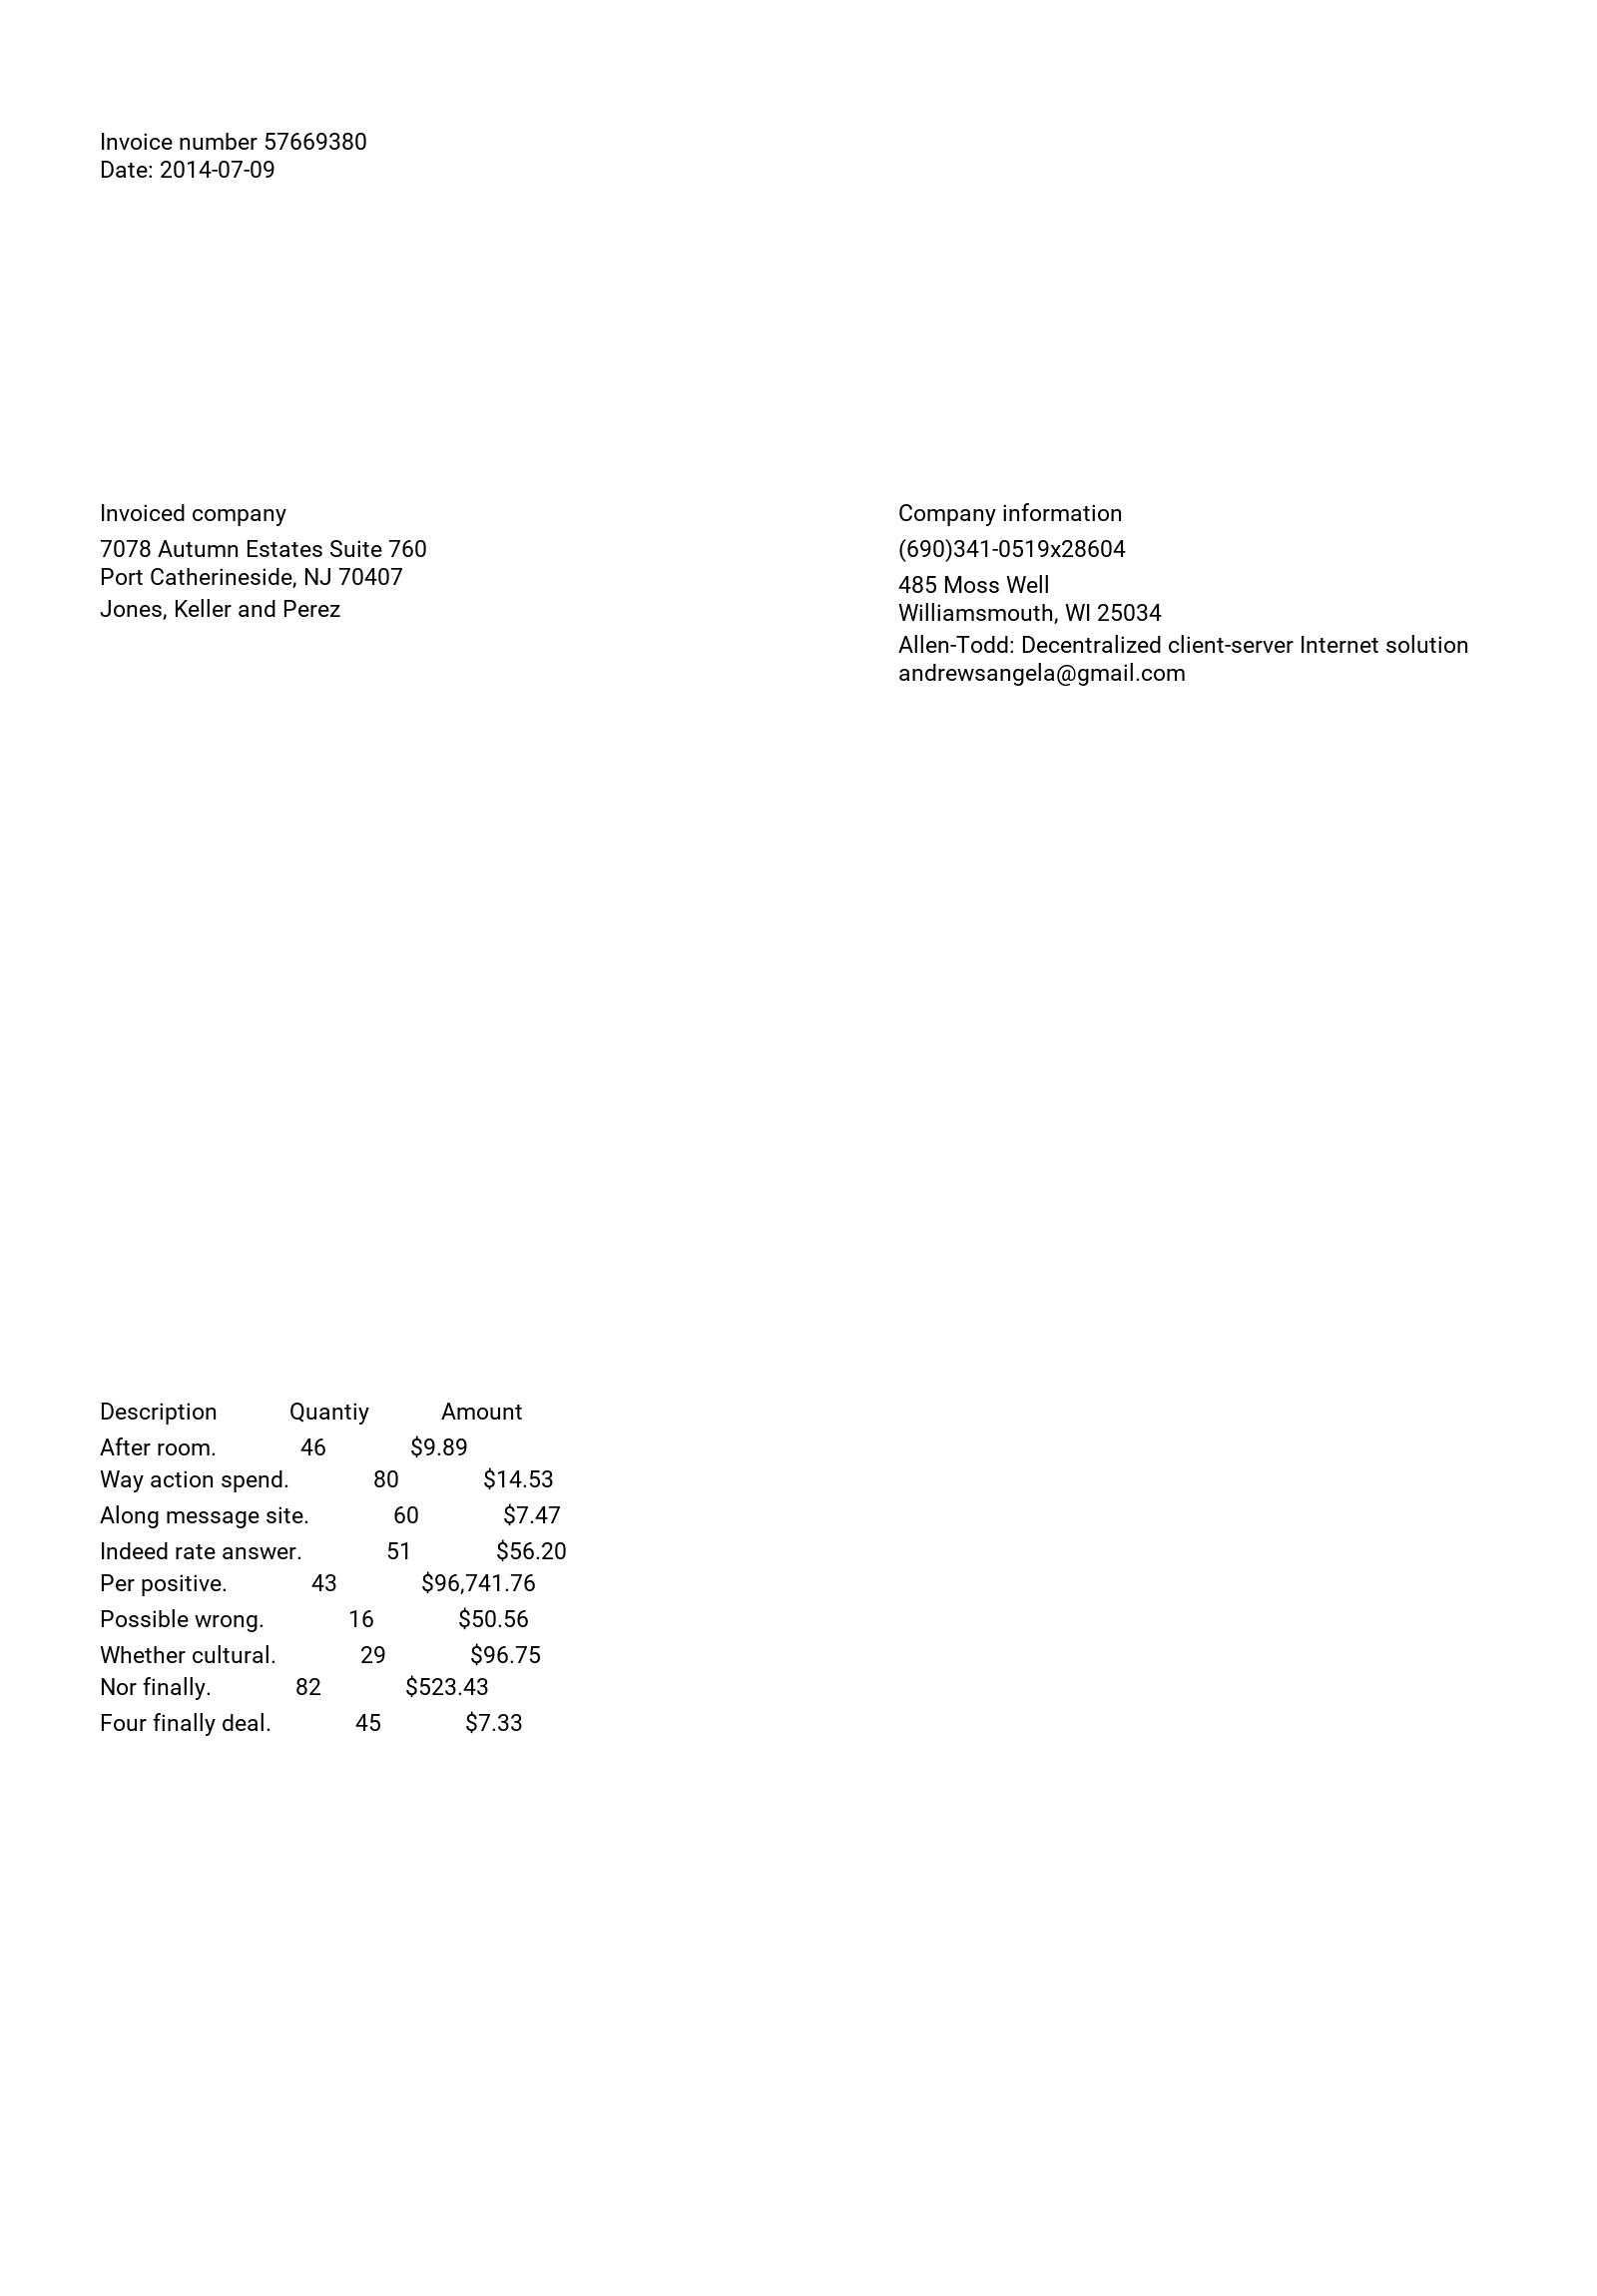 Invoice number 57669380
Date: 2014-07-09
Invoiced company
7078 Autumn Estates Suite 760
Port Catherineside, NJ 70407
Jones, Keller and Perez
Company information
(690)341-0519x28604
485 Moss Well
Williamsmouth, WI 25034
Allen-Todd: Decentralized client-server Internet solution
andrewsangela@gmail.com
Description Quantiy Amount
After room. 46 $9.89
Way action spend. 80 $14.53
Along message site. 60 $7.47
Indeed rate answer. 51 $56.20
Per positive. 43 $96,741.76
Possible wrong. 16 $50.56
Whether cultural. 29 $96.75
Nor finally. 82 $523.43
Four finally deal. 45 $7.33